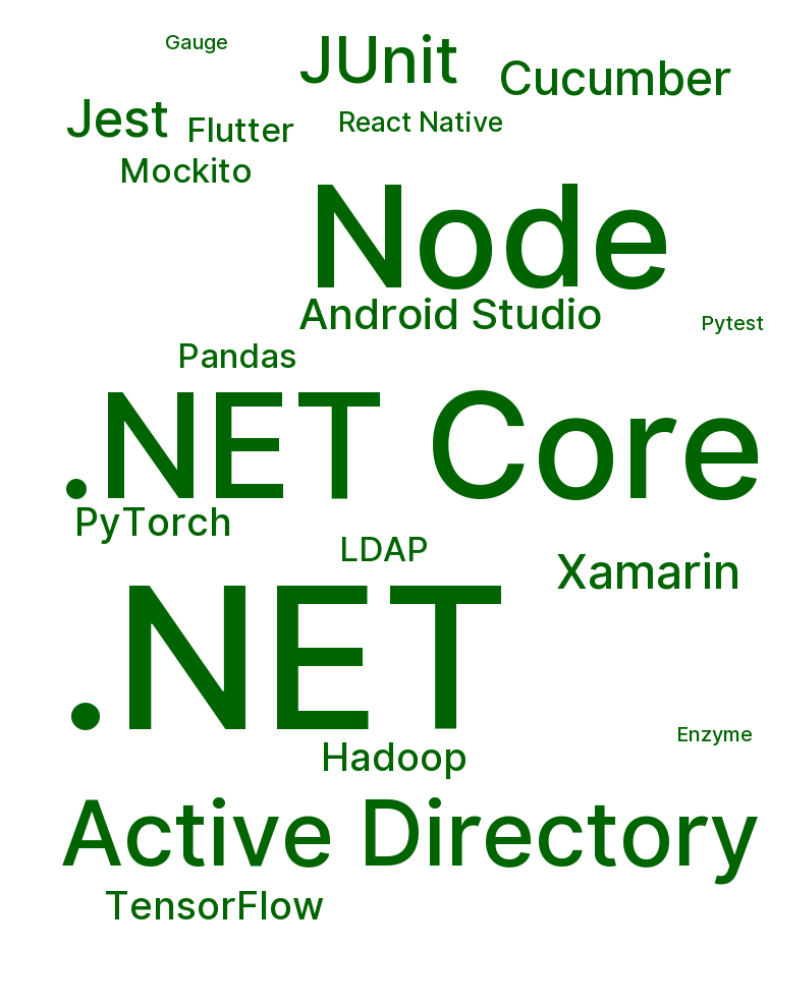 Gauge
JUnit
Cucumber
Jest
Flutter
React Native
Mockito
Node
Android Studio
Pytest
Pandas
.NET Core
PyTorch
LDAP
Xamarin
.NET
Enzyme
Hadoop
Active Directory
TensorFlow